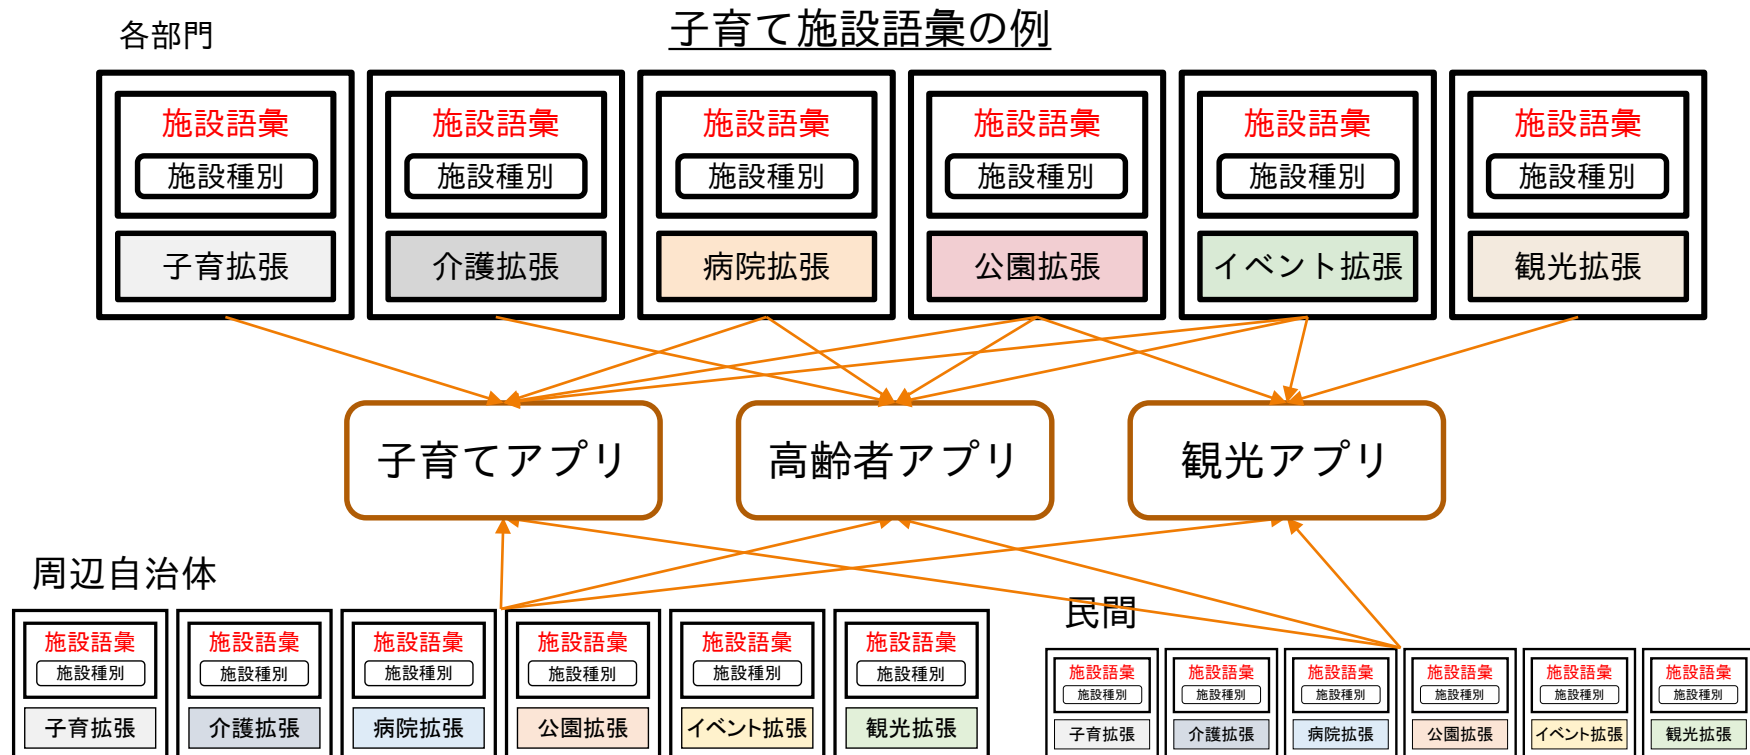 子育て施設語彙の例
各部門
施設語彙 施設語彙 施設語彙 施設語彙 施設語彙 施設語彙
施設種別 施設種別 施設種別 施設種別 施設種別 施設種別
子育拡張 介護拡張 病院拡張 公園拡張 イベント拡張 観光拡張
子育てアプリ 高齢者アプリ 観光アプリ
周辺自治体
施設語彙 施設語彙 施設語彙 施設語彙 施設語彙 施設語彙
施設種別 施設種別 施設種別 施設種別 施設種別 施設種別
子育拡張 介護拡張 病院拡張 公園拡張 イベント拡張 観光拡張
民間
施設語彙 施設語彙 施設語彙 施設語彙 施設語彙 施設語彙
施設種別 施設種別 施設種別 施設種別 施設種別 施設種別
子育拡張 介護拡張 病院拡張 公園拡張 イベント拡張 観光拡張